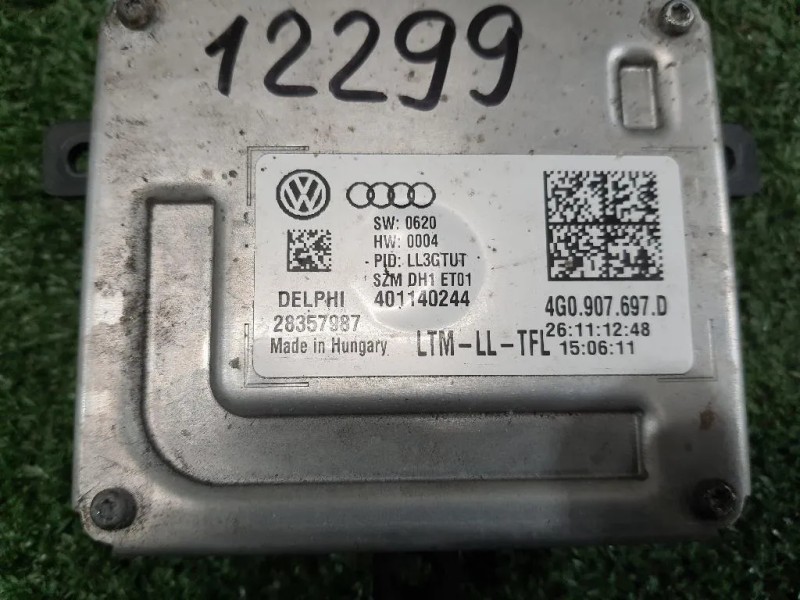 12299
SW: 0620
HW: 0004
PID: LL3GTUT
SZM DH1 ET01
DELPHI 401140244
28357987
Made in Hungary
LTM-LL-TFL
4G0.907.697.D
26:11:12:48
15:06:11